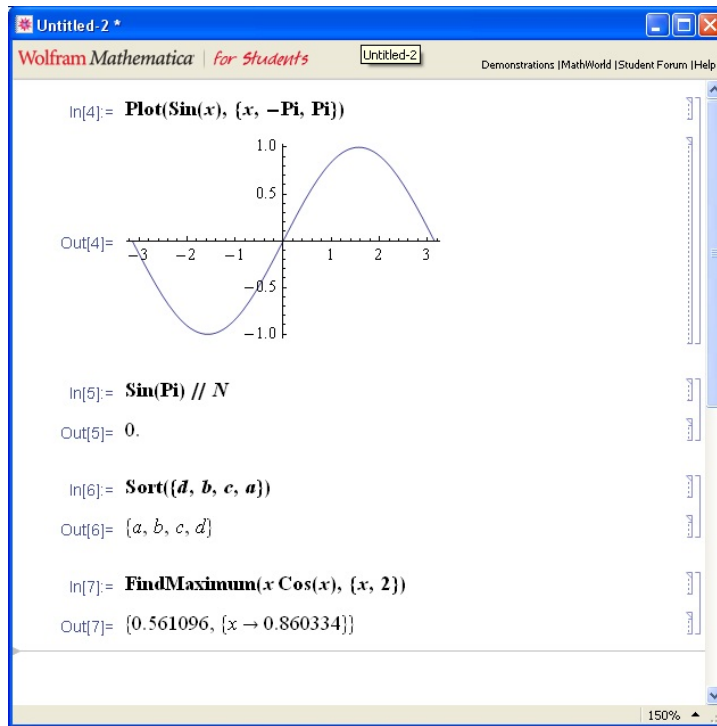 Untitled-2 *
Wolfram Mathematica | for Students
Untitled-2
Demonstrations | MathWorld | Student Forum | Help
In[4]:= Plot(Sin(x), {x, −Pi, Pi})
1.0
0.5
Out[4]=
−3 −2 −1 1 2 3
−0.5
−1.0
In[5]:= Sin(Pi) // N
Out[5]= 0.
In[6]:= Sort({d, b, c, a})
Out[6]= {a, b, c, d}
In[7]:= FindMaximum(x Cos(x), {x, 2})
Out[7]= {0.561096, {x → 0.860334}}
150%